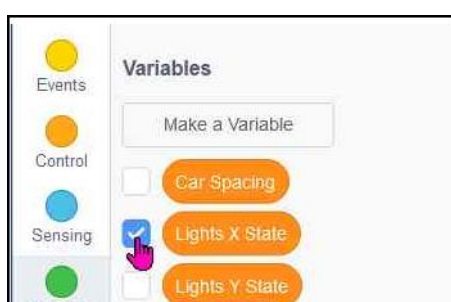 Events
Control
Sensing
Variables
Make a Variable
Car Spacing
Lights X State
Lights Y State